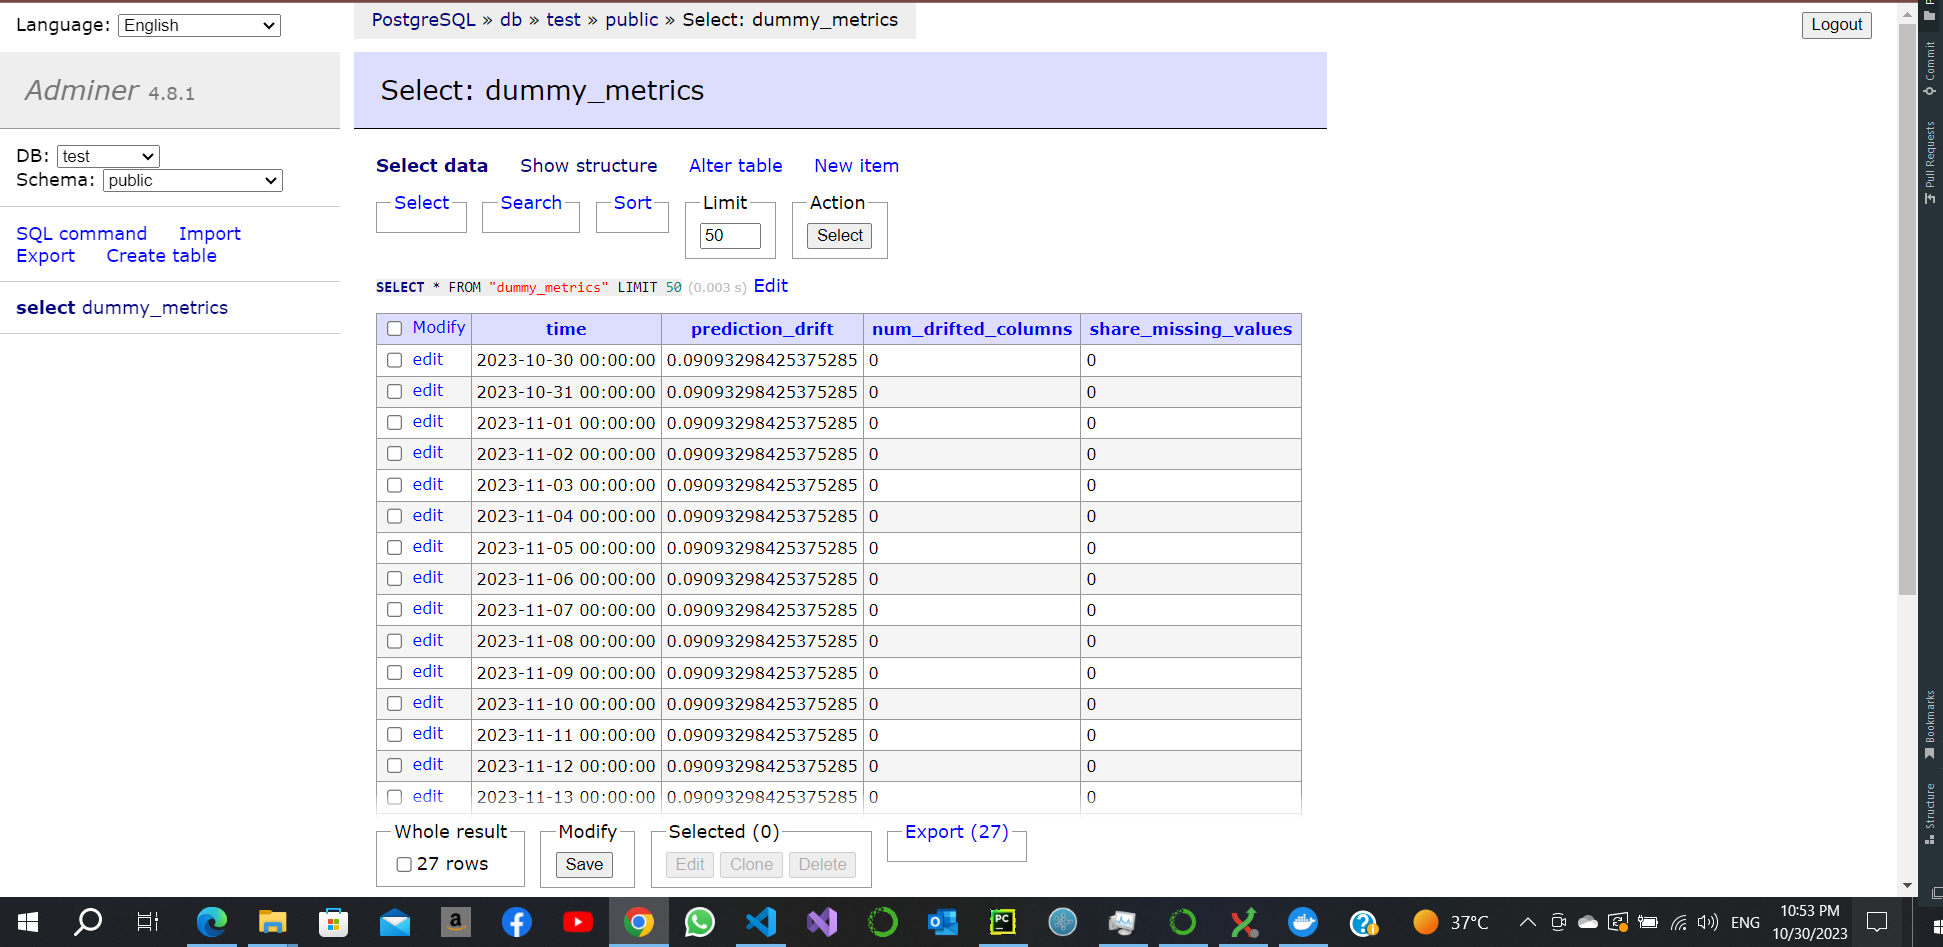 Language: English
PostgreSQL » db » test » public » Select: dummy_metrics
Logout
Adminer 4.8.1
Select: dummy_metrics
DB: test
Schema: public
SQL command Import
Export Create table
select dummy_metrics
Select data Show structure Alter table New item
Select Search Sort Limit Action
50 Select
SELECT * FROM "dummy_metrics" LIMIT 50 (0.003 s) Edit
Modify time prediction_drift num_drifted_columns share_missing_values
edit 2023-10-30 00:00:00 0.09093298425375285 0 0
edit 2023-10-31 00:00:00 0.09093298425375285 0 0
edit 2023-11-01 00:00:00 0.09093298425375285 0 0
edit 2023-11-02 00:00:00 0.09093298425375285 0 0
edit 2023-11-03 00:00:00 0.09093298425375285 0 0
edit 2023-11-04 00:00:00 0.09093298425375285 0 0
edit 2023-11-05 00:00:00 0.09093298425375285 0 0
edit 2023-11-06 00:00:00 0.09093298425375285 0 0
edit 2023-11-07 00:00:00 0.09093298425375285 0 0
edit 2023-11-08 00:00:00 0.09093298425375285 0 0
edit 2023-11-09 00:00:00 0.09093298425375285 0 0
edit 2023-11-10 00:00:00 0.09093298425375285 0 0
edit 2023-11-11 00:00:00 0.09093298425375285 0 0
edit 2023-11-12 00:00:00 0.09093298425375285 0 0
edit 2023-11-13 00:00:00 0.09093298425375285 0 0
Whole result Modify Selected (0) Export (27)
27 rows Save Edit Clone Delete
Commit
Pull Requests
Bookmarks
Structure
PC
37°C
ENG
10:53 PM
10/30/2023